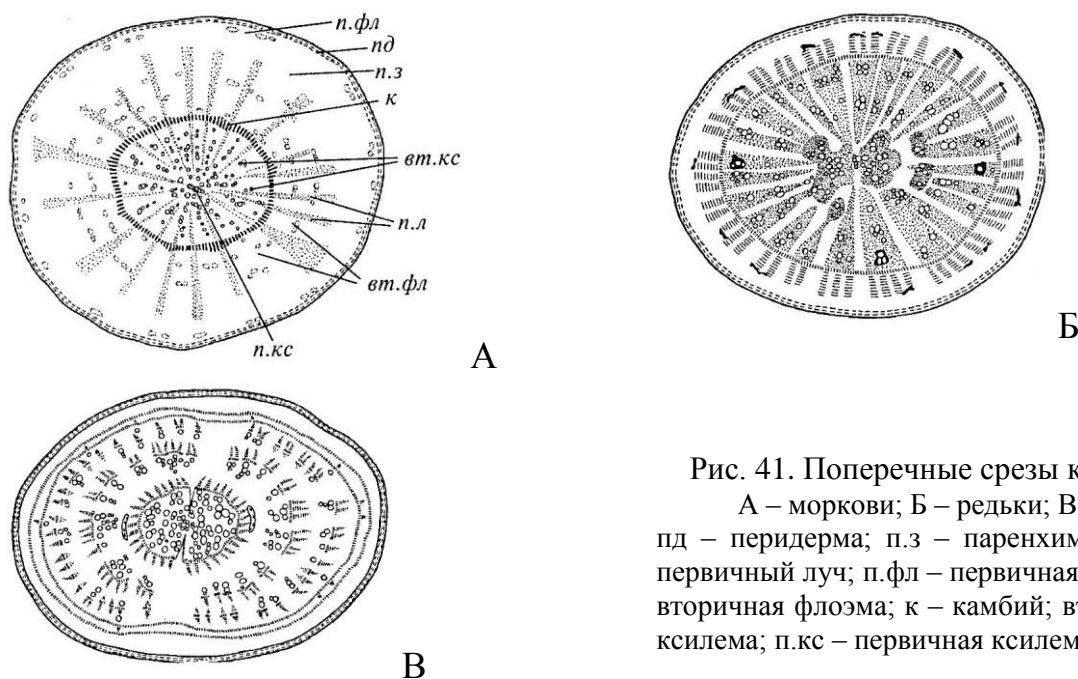 п.фл
пд
п.з
к
вт.кс
п.л
вт.фл
п.кс
А
Б
В
Рис. 41. Поперечные срезы к
А – моркови; Б – редьки; В
пд – перидерма; п.з – паренхим
первичный луч; п.фл – первичная
вторичная флоэма; к – камбий; в
ксилема; п.кс – первичная ксилем